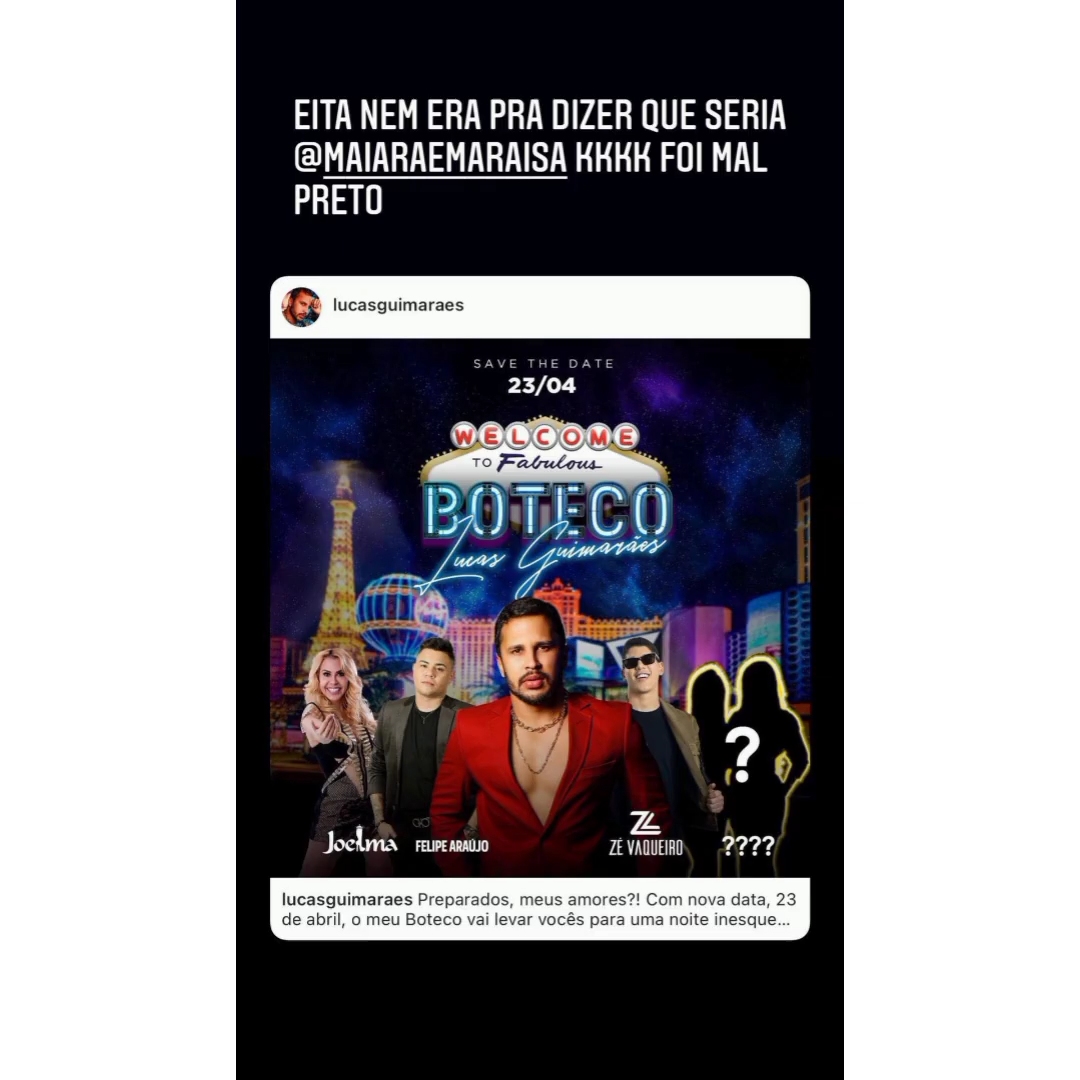 EITA NEM ERA PRA DIZER QUE SERIA
@MAIARAEMARAISA KKKK FOI MAL
PRETO
lucasguimaraes
SAVE THE DATE
23/04
WELCOME
TO Fabulous
BOTECO
Lucas Guimarães
?
Joelma
FELIPE ARAÚJO
ZL
ZÉ VAQUEIRO
????
lucasguimaraes Preparados, meus amores?! Com nova data, 23
de abril, o meu Boteco vai levar vocês para uma noite inesque...